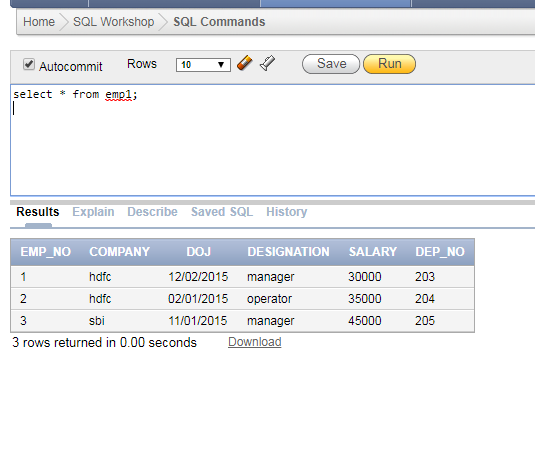 Home SQL Workshop SQL Commands
Autocommit Rows 10 Save Run
select * from emp1;
Results Explain Describe Saved SQL History
EMP_NO COMPANY DOJ DESIGNATION SALARY DEP_NO
1 hdfc 12/02/2015 manager 30000 203
2 hdfc 02/01/2015 operator 35000 204
3 sbi 11/01/2015 manager 45000 205
3 rows returned in 0.00 seconds Download